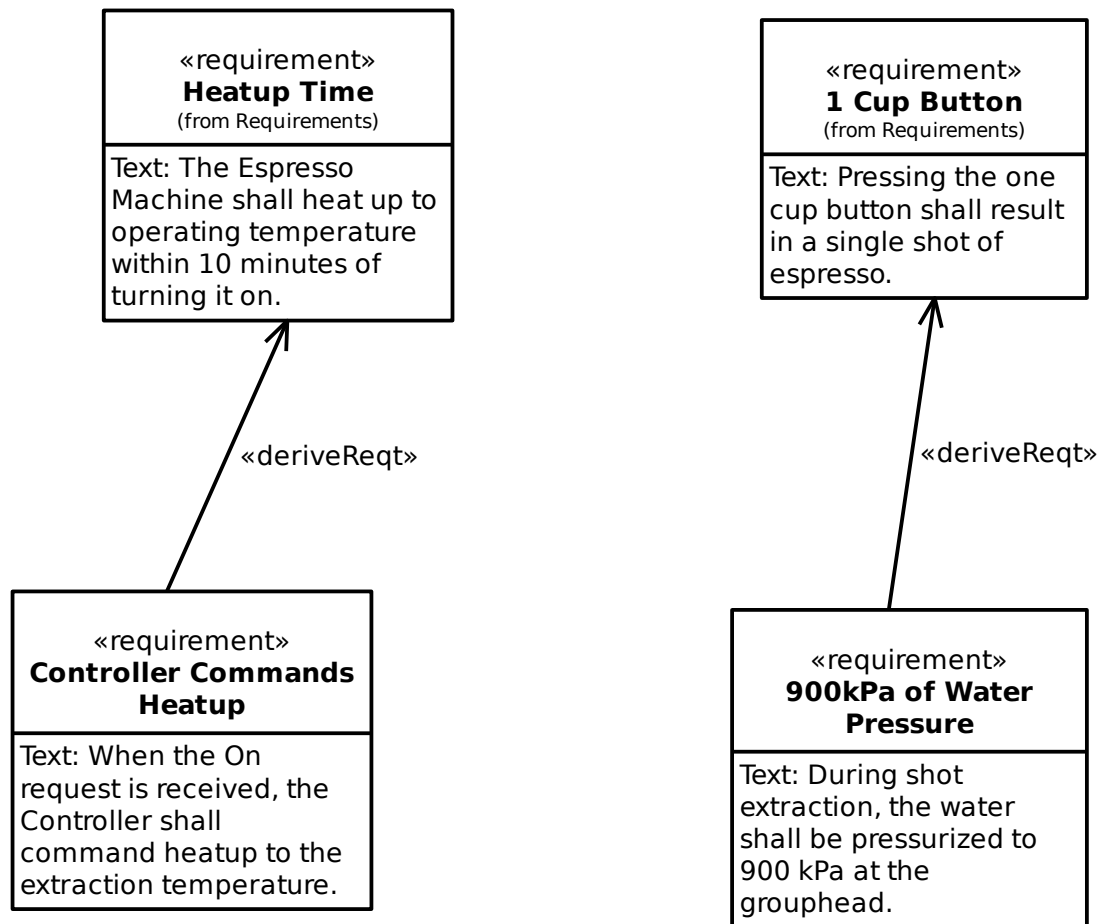 «requirement»
Heatup Time
(from Requirements)
Text: The Espresso
Machine shall heat up to
operating temperature
within 10 minutes of
turning it on.
«requirement»
1 Cup Button
(from Requirements)
Text: Pressing the one
cup button shall result
in a single shot of
espresso.
«deriveReqt»
«deriveReqt»
«requirement»
Controller Commands
Heatup
Text: When the On
request is received, the
Controller shall
command heatup to the
extraction temperature.
«requirement»
900kPa of Water
Pressure
Text: During shot
extraction, the water
shall be pressurized to
900 kPa at the
grouphead.